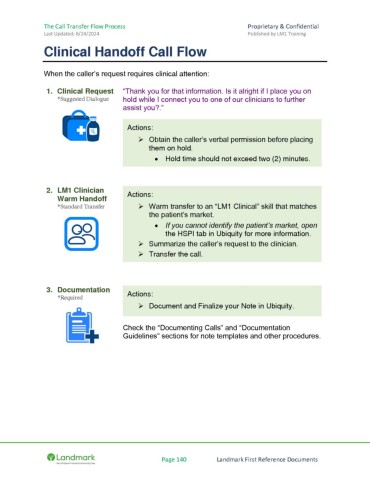 The Call Transfer Flow Process
Proprietary & Confidential
Last Updated: 6/24/2024
Published by LM1 Training
Clinical Handoff Call Flow
When the caller's request requires clinical attention:
1. Clinical Request
*Suggested Dialogue
"Thank you for that information. Is it alright if I place you on
hold while I connect you to one of our clinicians to further
assist you?."
Actions:
➢ Obtain the caller's verbal permission before placing
them on hold.
• Hold time should not exceed two (2) minutes.
2. LM1 Clinician
Warm Handoff
*Standard Transfer
Actions:
➢ Warm transfer to an "LM1 Clinical" skill that matches
the patient's market.
• If you cannot identify the patient's market, open
the HSPI tab in Ubiquity for more information.
➢ Summarize the caller's request to the clinician.
➢ Transfer the call.
3. Documentation
*Required
Actions:
➢ Document and Finalize your Note in Ubiquity.
Check the "Documenting Calls" and "Documentation
Guidelines" sections for note templates and other procedures.
Landmark
Page 140
Landmark First Reference Documents